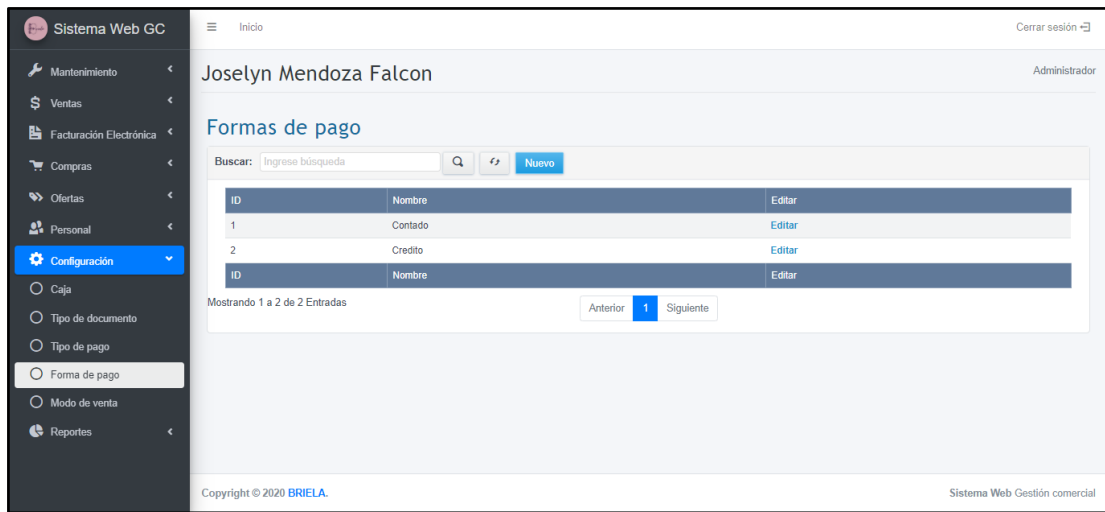 Sistema Web GC
Inicio
Cerrar sesión
Mantenimiento
Ventas
Facturación Electrónica
Compras
Ofertas
Personal
Configuración
Caja
Tipo de documento
Tipo de pago
Forma de pago
Modo de venta
Reportes
Joselyn Mendoza Falcon
Administrador
Formas de pago
Buscar: Ingrese búsqueda Nuevo
ID Nombre Editar
1 Contado Editar
2 Credito Editar
ID Nombre Editar
Mostrando 1 a 2 de 2 Entradas
Anterior 1 Siguiente
Copyright © 2020 BRIELA.
Sistema Web Gestión comercial